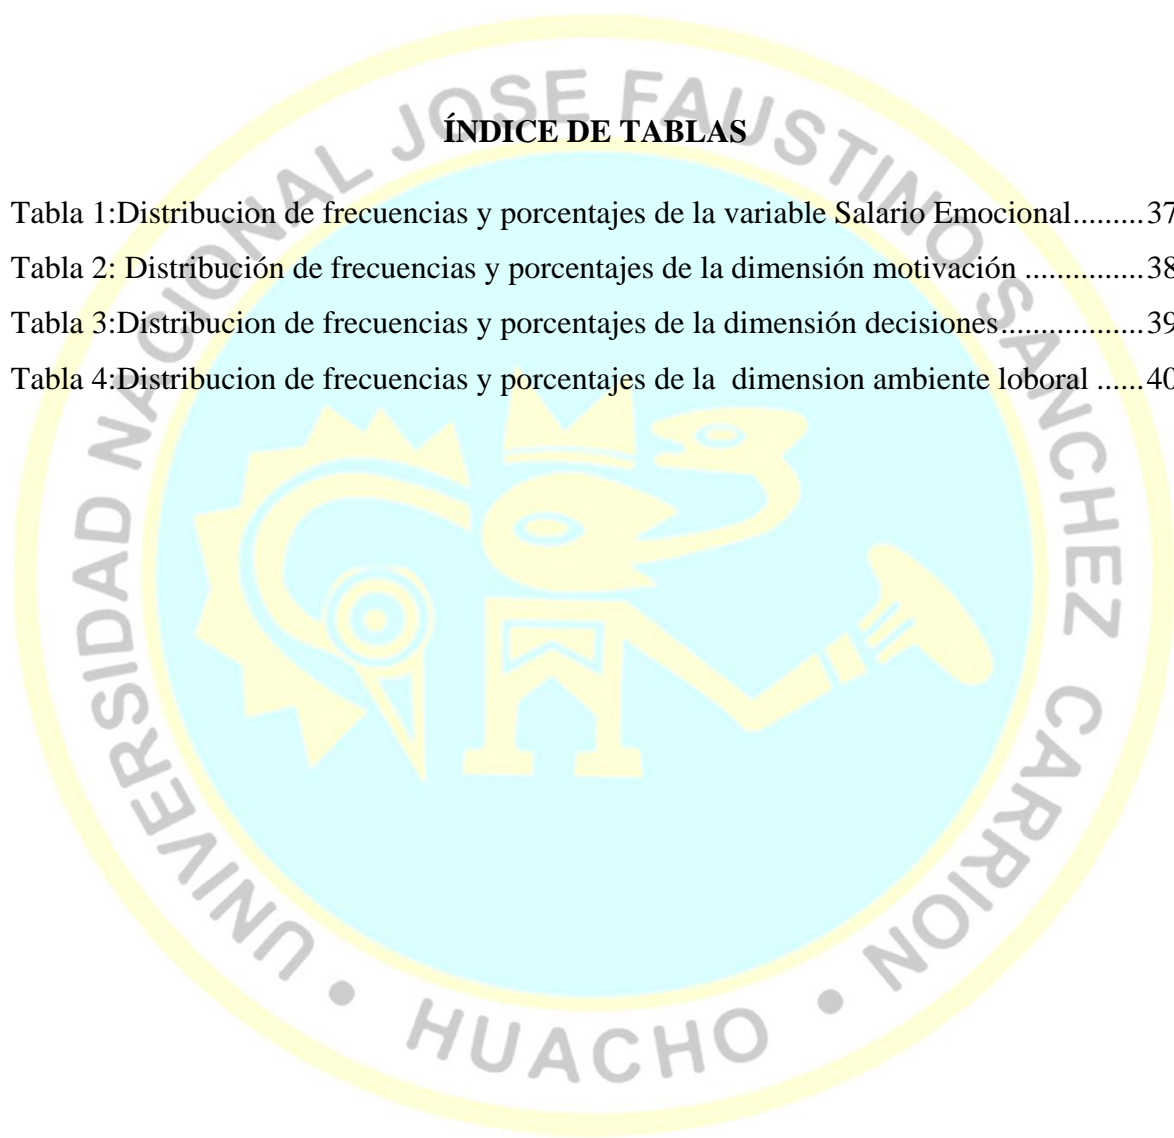 ÍNDICE DE TABLAS
Tabla 1:Distribucion de frecuencias y porcentajes de la variable Salario Emocional.........37
Tabla 2: Distribución de frecuencias y porcentajes de la dimensión motivación ...............38
Tabla 3:Distribucion de frecuencias y porcentajes de la dimensión decisiones..................39
Tabla 4:Distribucion de frecuencias y porcentajes de la  dimension ambiente loboral ......40
UNIVERSIDAD NACIONAL JOSE FAUSTINO SANCHEZ CARRION • HUACHO •